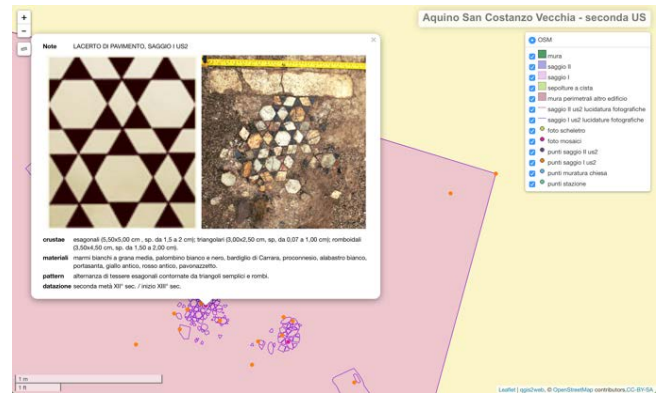 Aquino San Costanzo Vecchia - seconda US
+
−
Note LACERTO DI PAVIMENTO, SAGGIO I US2
×
crustae esagonali (5,50x5,00 cm , sp. da 1,5 a 2 cm); triangolari (3,00x2,50 cm, sp, da 0,07 a 1,00 cm); romboidali
(3,50x4,50 cm, sp. da 1,50 a 2,00 cm).
materiali marmi bianchi a grana media, palombino bianco e nero, bardiglio di Carrara, proconnesio, alabastro bianco,
portasanta, giallo antico, rosso antico, pavonazzetto.
pattern alternanza di tessere esagonali contornate da triangoli semplici e rombi.
datazione seconda metà XII° sec. / inizio XIII° sec.
OSM
mura
saggio II
saggio I
sepolture a cista
mura perimetrali altro edificio
saggio II us2 lucidatura fotografiche
saggio I us2 lucidatura fotografiche
foto scheletro
foto mosaici
punti saggio II us2
punti saggio I us2
punti muratura chiesa
punti stazione
1 m
1 ft
Leaflet | qgis2web, © OpenStreetMap contributors,CC-BY-SA